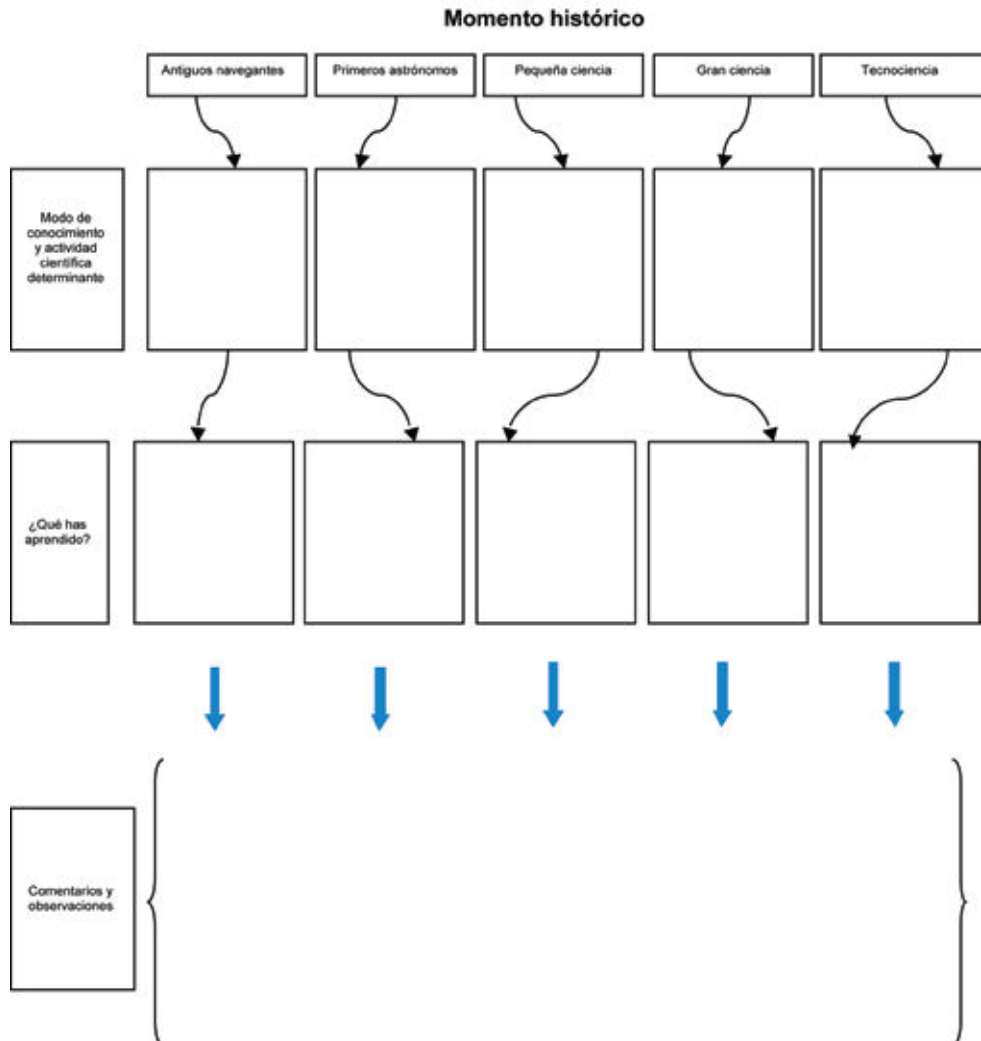 Momento histórico
Antiguos navegantes
Primeros astrónomos
Pequeña ciencia
Gran ciencia
Tecnociencia
Modo de
conocimiento
y actividad
científica
determinante
¿Qué has
aprendido?
Comentarios y
observaciones